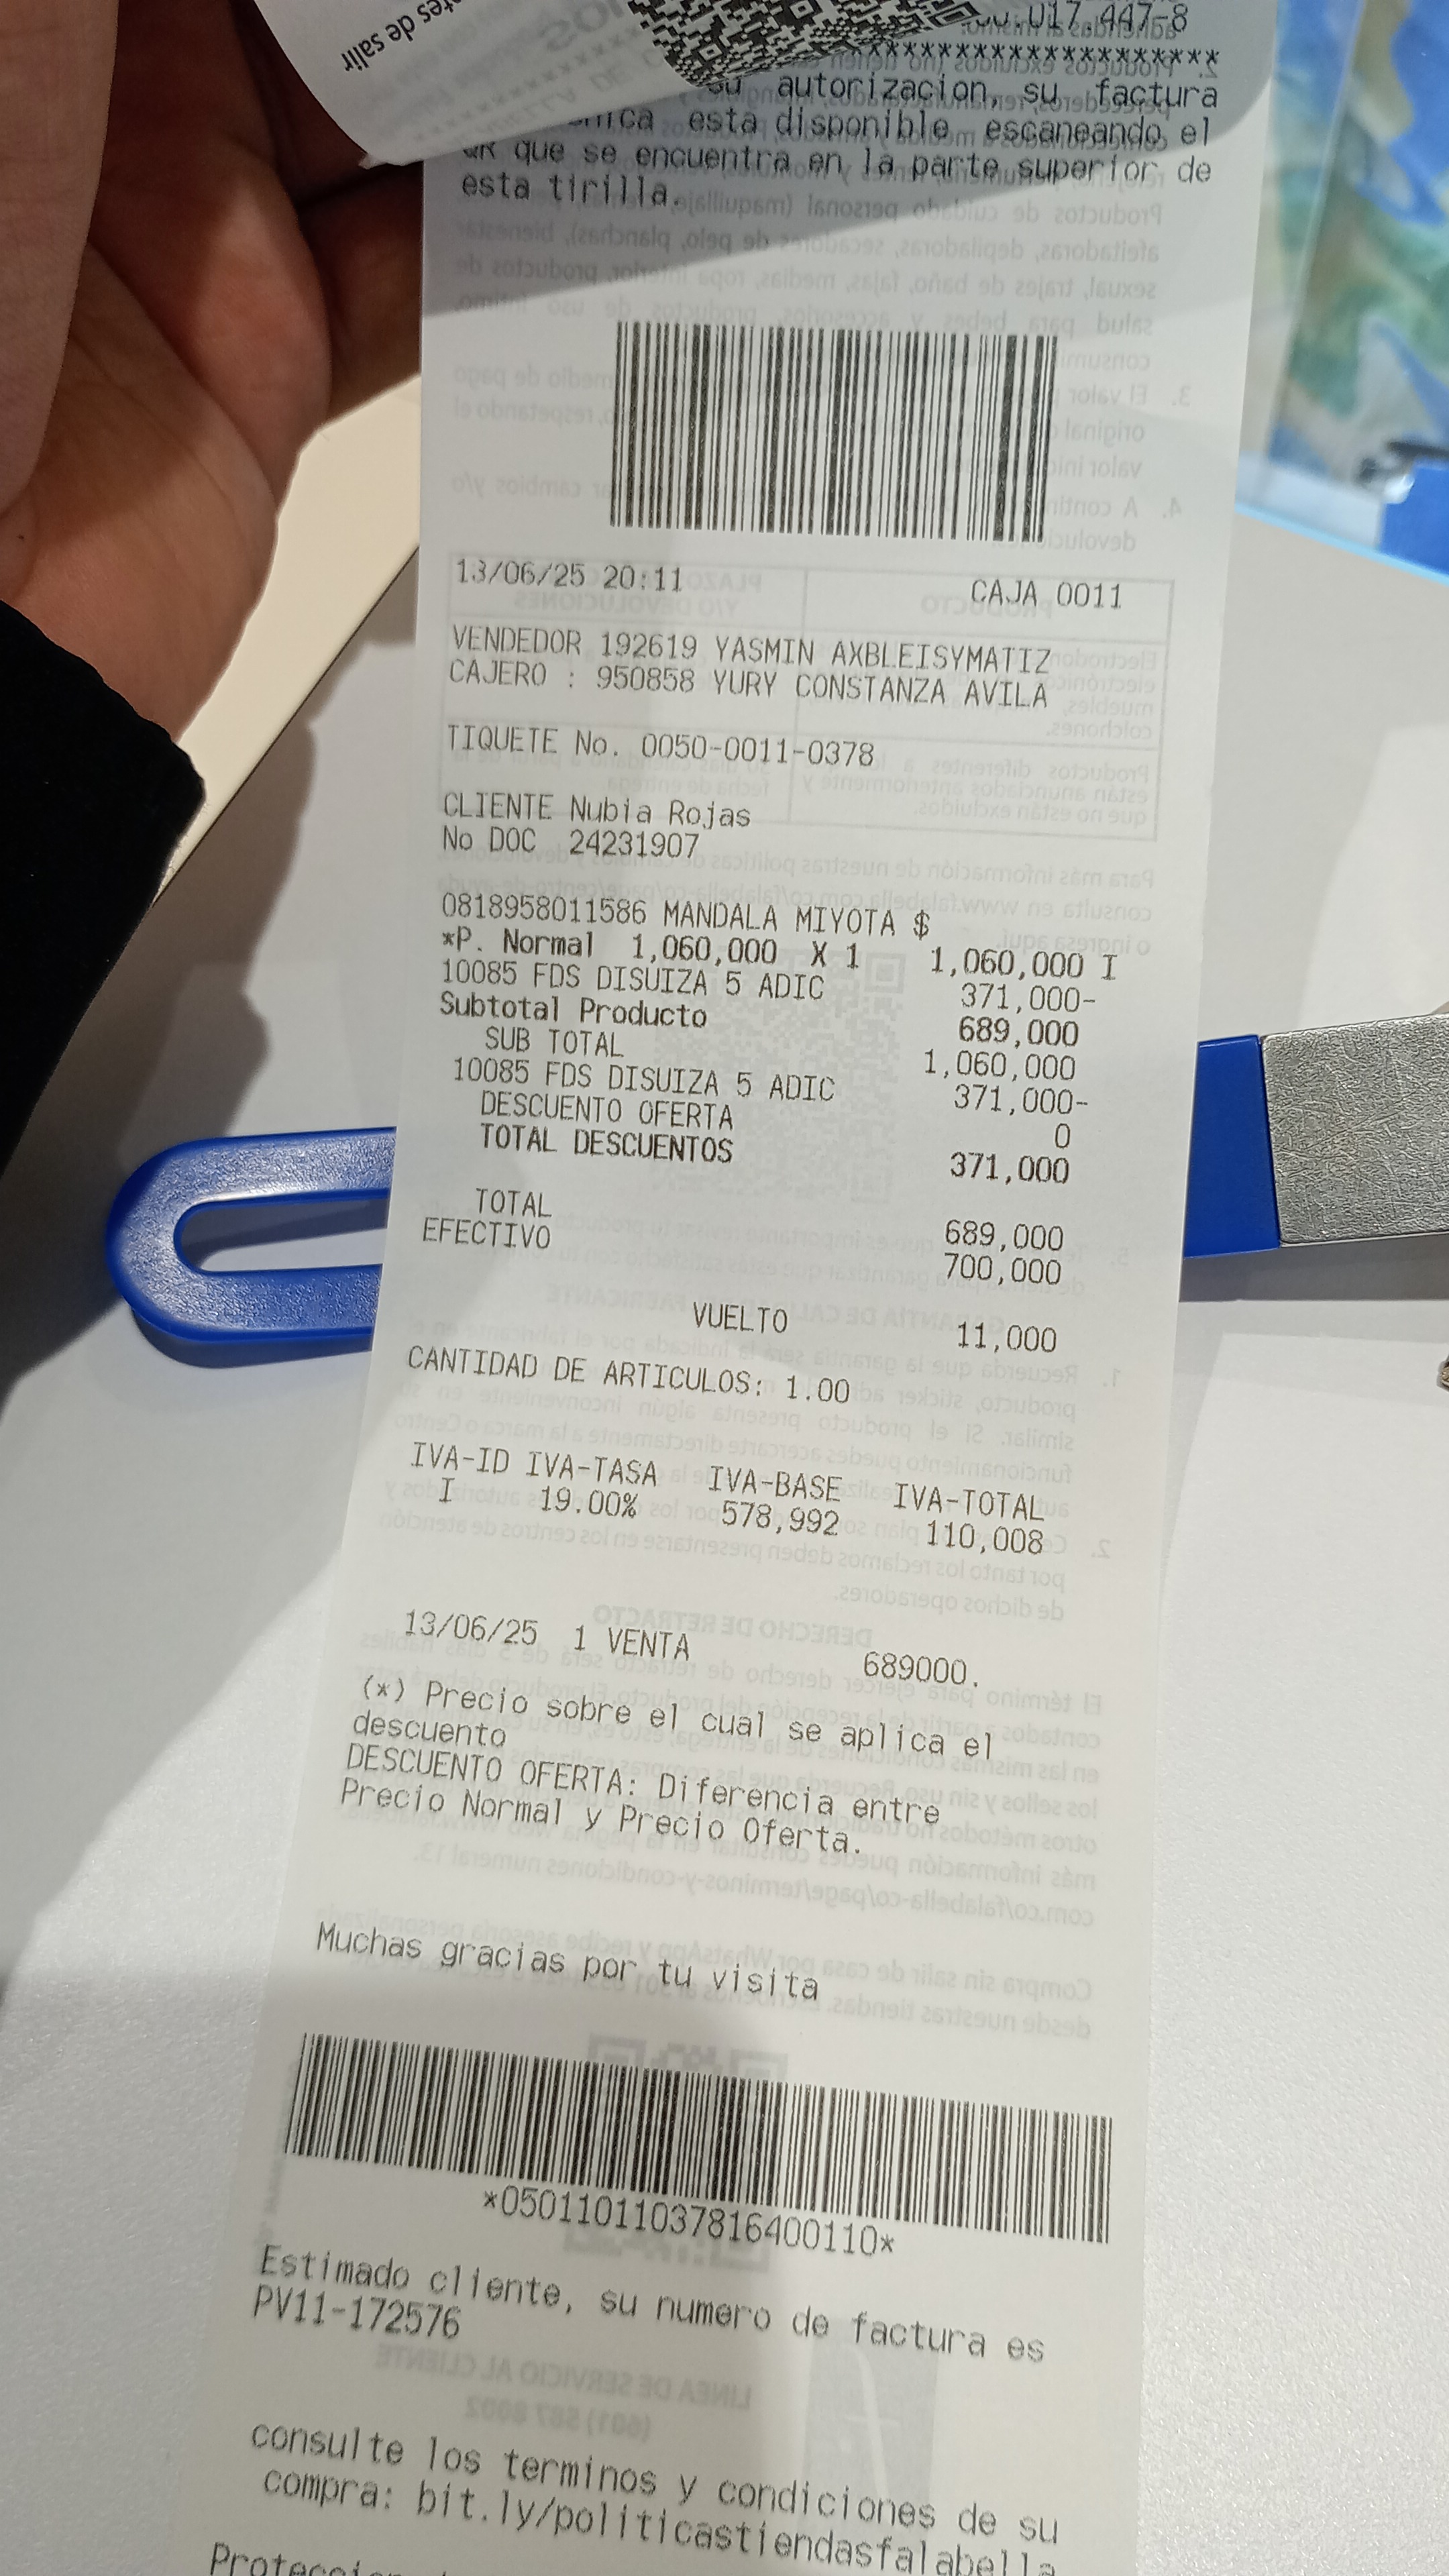 tes de salir
.017.447-8
********************
su autorizacion, su factura
esta disponible escaneando el
QR que se encuentra en la parte superior de
esta tirilla.
13/06/25 20:11 CAJA 0011
VENDEDOR 192619 YASMIN AXBLEISYMATIZ
CAJERO : 950858 YURY CONSTANZA AVILA
TIQUETE No. 0050-0011-0378
CLIENTE Nubia Rojas
No DOC 24231907
0818958011586 MANDALA MIYOTA $
*P. Normal 1,060,000 X 1 1,060,000 I
10085 FDS DISUIZA 5 ADIC 371,000-
Subtotal Producto 689,000
SUB TOTAL 1,060,000
10085 FDS DISUIZA 5 ADIC 371,000-
DESCUENTO OFERTA 0
TOTAL DESCUENTOS 371,000
TOTAL 689,000
EFECTIVO 700,000
VUELTO 11,000
CANTIDAD DE ARTICULOS: 1.00
IVA-ID IVA-TASA IVA-BASE IVA-TOTAL
I 19.00% 578,992 110,008
13/06/25 1 VENTA 689000.
(*) Precio sobre el cual se aplica el
descuento
DESCUENTO OFERTA: Diferencia entre
Precio Normal y Precio Oferta.
Muchas gracias por tu visita
*05011011037816400110*
Estimado cliente, su numero de factura es
PV11-172576
consulte los terminos y condiciones de su
compra: bit.ly/politicastiendasfalabella